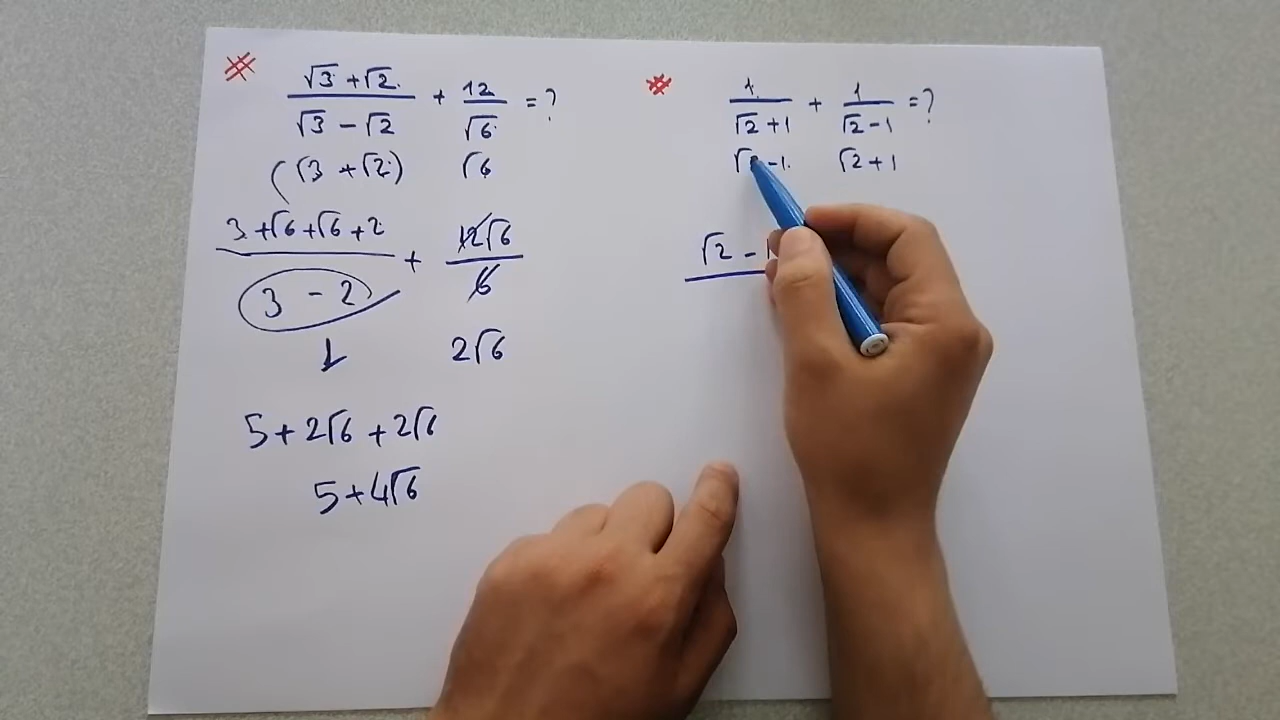 (√3 + √2) / (√3 − √2) + 12 / √6 = ?
(√3 + √2) √6
(3 + √6 + √6 + 2) / (3 − 2) + 12√6 / 6
1 2√6
5 + 2√6 + 2√6
5 + 4√6
1 / (√2 + 1) + 1 / (√2 − 1) = ?
−1 √2 + 1
√2 − 1